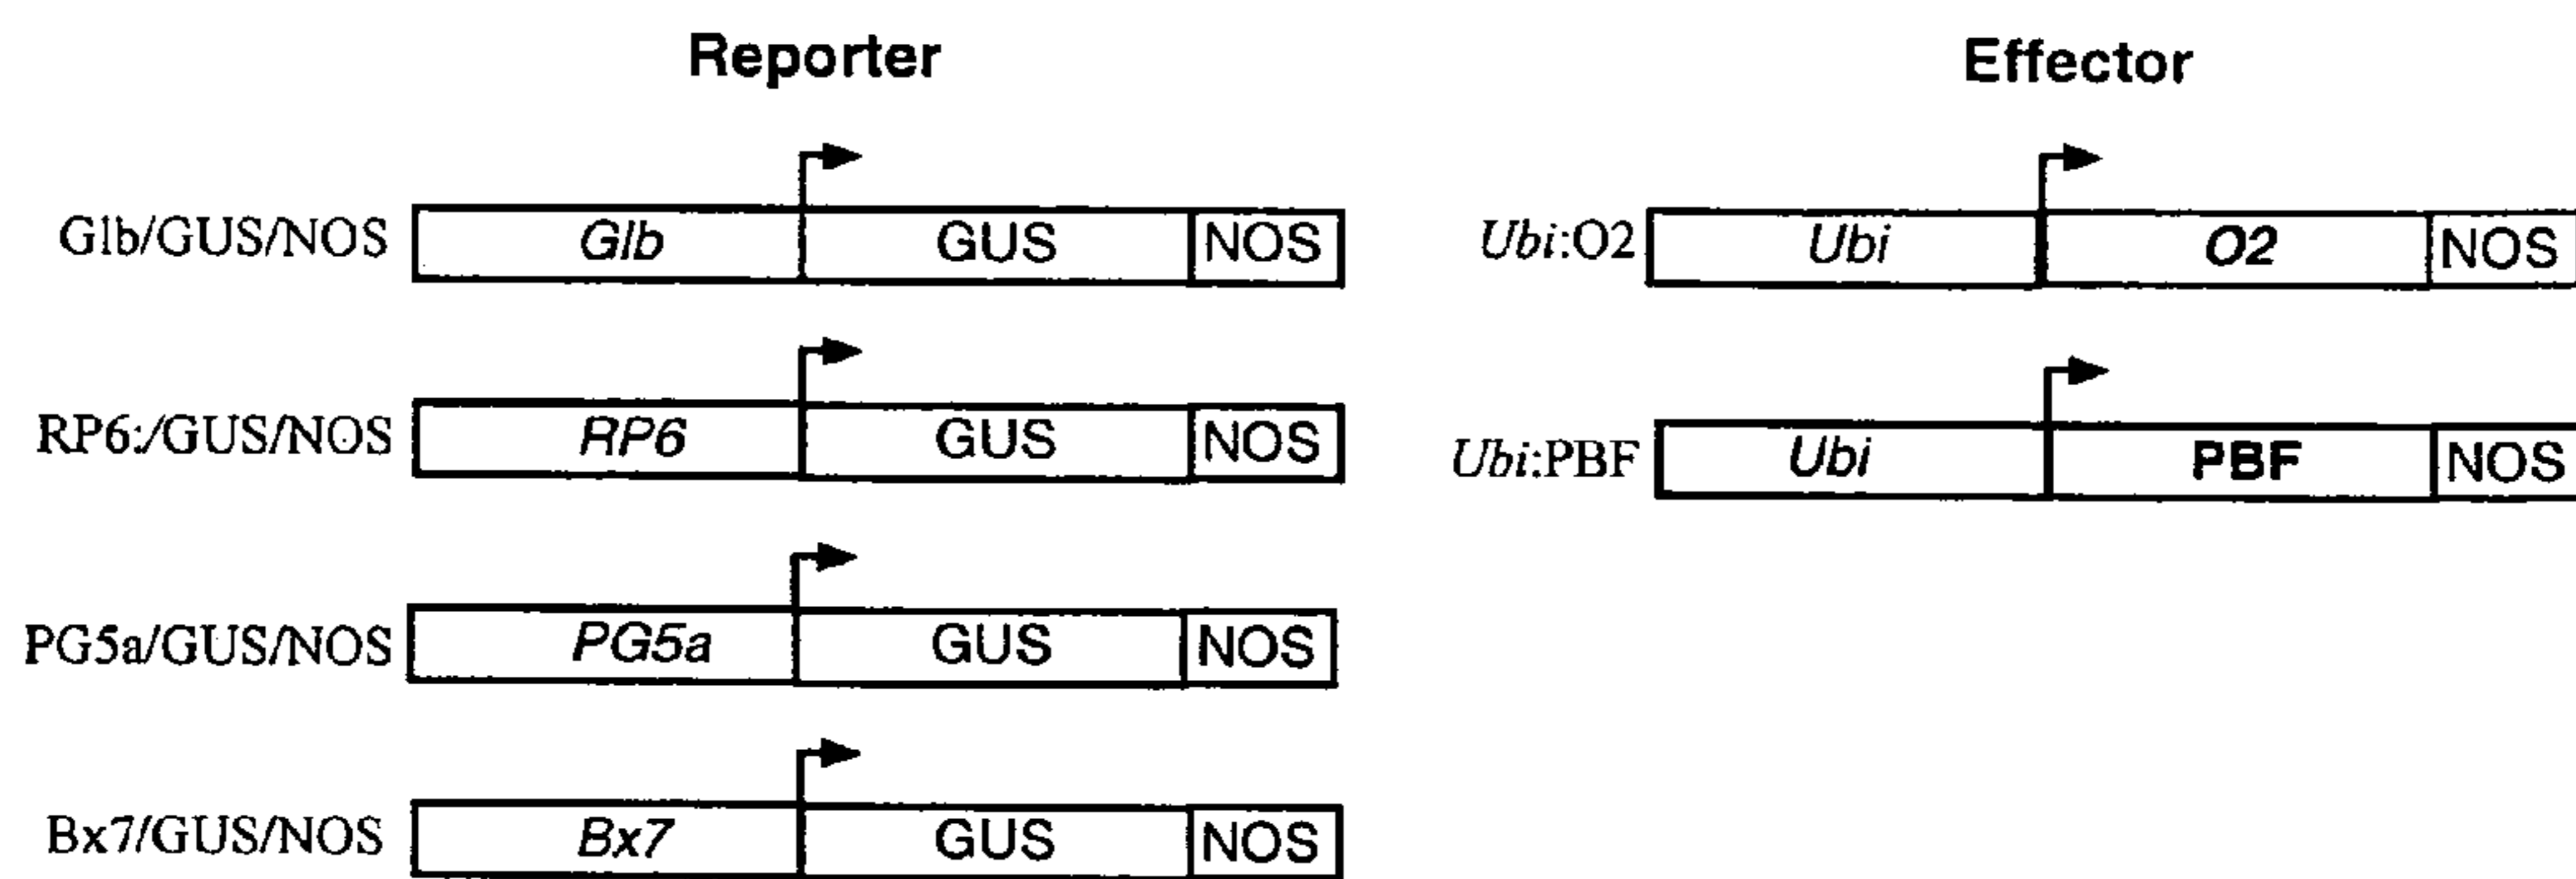 Reporter Effector
Glb/GUS/NOS Glb GUS NOS Ubi:O2 Ubi O2 NOS
RP6:/GUS/NOS RP6 GUS NOS Ubi:PBF Ubi PBF NOS
PG5a/GUS/NOS PG5a GUS NOS
Bx7/GUS/NOS Bx7 GUS NOS